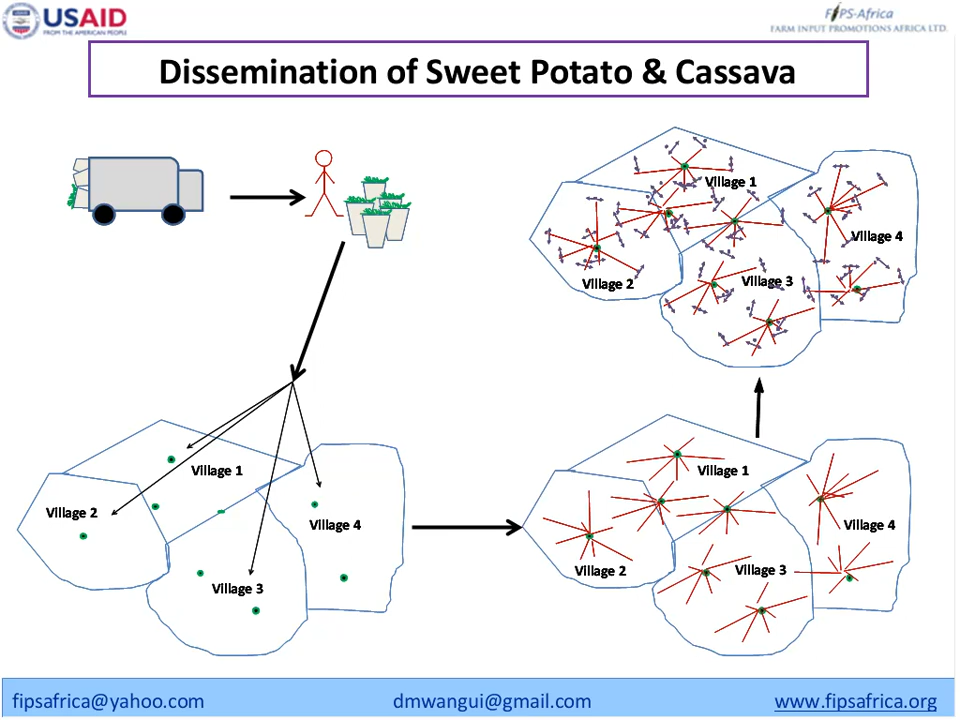 USAID
FROM THE AMERICAN PEOPLE
FiPS-Africa
FARM INPUT PROMOTIONS AFRICA LTD.
Dissemination of Sweet Potato & Cassava
Village 1
Village 4
Village 2
Village 3
Village 1
Village 2
Village 4
Village 3
Village 1
Village 4
Village 2
Village 3
fipsafrica@yahoo.com
dmwangui@gmail.com
www.fipsafrica.org